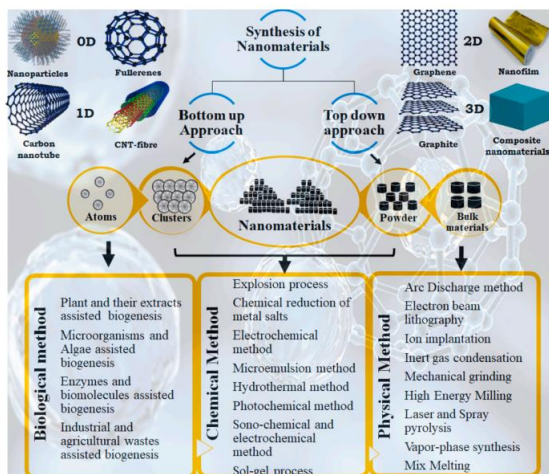 Synthesis of
Nanomaterials
0D
Nanoparticles
Fullerenes
1D
Carbon
nanotube
CNT-fibre
2D
Graphene
Nanofilm
3D
Graphite
Composite
nanomaterials
Bottom up
Approach
Top down
approach
Atoms
Clusters
Nanomaterials
Powder
Bulk
materials
Biological method
Plant and their extracts
assisted biogenesis
Microorganisms and
Algae assisted
biogenesis
Enzymes and
biomolecules assisted
biogenesis
Industrial and
agricultural wastes
assisted biogenesis
Chemical Method
Explosion process
Chemical reduction of
metal salts
Electrochemical
method
Microemulsion method
Hydrothermal method
Photochemical method
Sono-chemical and
electrochemical
method
Sol-gel process
Physical Method
Arc Discharge method
Electron beam
lithography
Ion implantation
Inert gas condensation
Mechanical grinding
High Energy Milling
Laser and Spray
pyrolysis
Vapor-phase synthesis
Mix Melting